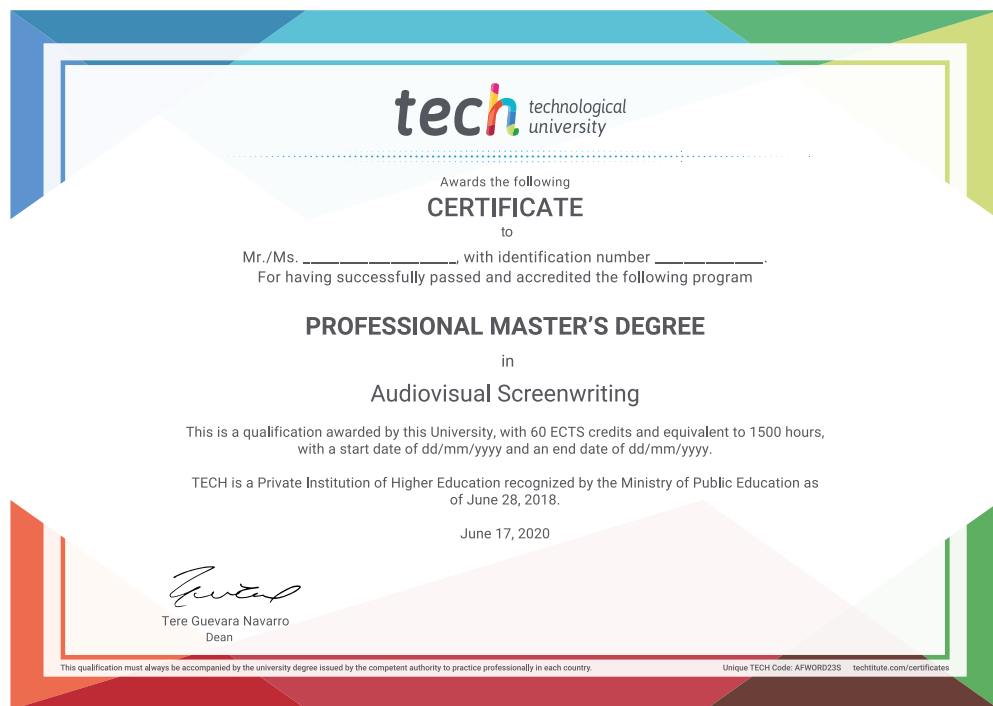 tech technological
university
Awards the following
CERTIFICATE
to
Mr./Ms. __________________, with identification number _____________.
For having successfully passed and accredited the following program
PROFESSIONAL MASTER’S DEGREE
in
Audiovisual Screenwriting
This is a qualification awarded by this University, with 60 ECTS credits and equivalent to 1500 hours,
with a start date of dd/mm/yyyy and an end date of dd/mm/yyyy.
TECH is a Private Institution of Higher Education recognized by the Ministry of Public Education as
of June 28, 2018.
June 17, 2020
Tere Guevara Navarro
Dean
This qualification must always be accompanied by the university degree issued by the competent authority to practice professionally in each country.
Unique TECH Code: AFWORD23S techtitute.com/certificates